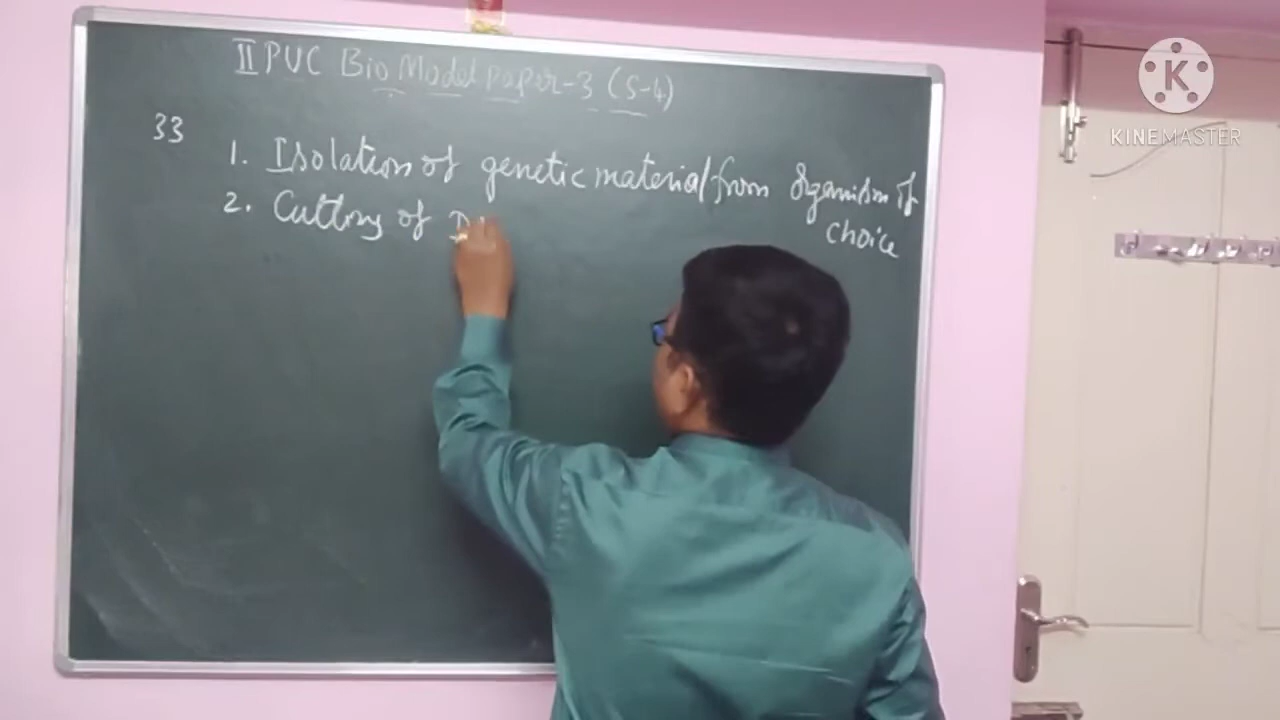 II PUC Bio Model paper-3 (S-4)
33
1. Isolation of genetic material from Organism of
choice
2. Cutting of
K
KINEMASTER